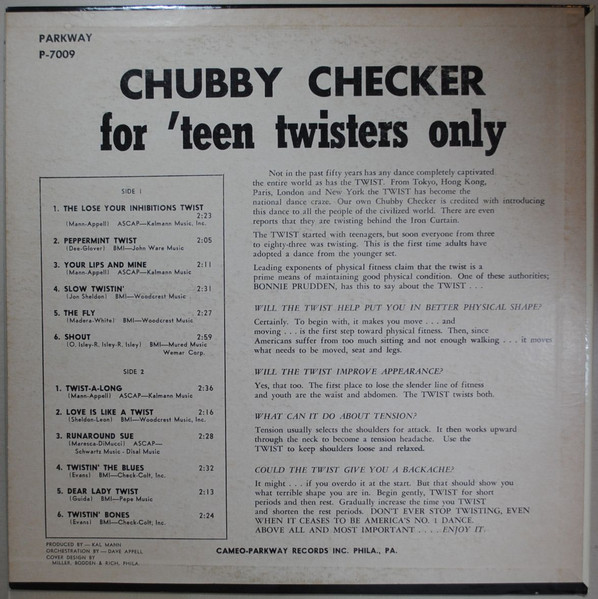 PARKWAY
P-7009
CHUBBY CHECKER
for 'teen twisters only
SIDE 1
1. THE LOSE YOUR INHIBITIONS TWIST
2:23
(Mann-Appell) ASCAP—Kalmann Music, Inc.
2. PEPPERMINT TWIST 2:05
(Dee-Glover) BMI—John Ware Music
3. YOUR LIPS AND MINE 2:11
(Mann-Appell) ASCAP—Kalmann Music
4. SLOW TWISTIN' 2:31
(Jon Sheldon) BMI—Woodcrest Music
5. THE FLY 2:27
(Madara-White) BMI—Woodcrest Music
6. SHOUT 2:59
(O. Isley-R. Isley-R. Isley) BMI—Mured Music
Wemar Corp.
SIDE 2
1. TWIST-A-LONG 2:36
(Mann-Appell) ASCAP—Kalmann Music
2. LOVE IS LIKE A TWIST 2:16
(Sheldon-Leon) BMI—Woodcrest Music, Inc.
3. RUNAROUND SUE 2:28
(Maresca-DiMucci) ASCAP—
Schwartz Music - Disal Music
4. TWISTIN' THE BLUES 2:32
(Evans) BMI—Check-Colt, Inc.
5. DEAR LADY TWIST 2:13
(Guida) BMI—Pepe Music
6. TWISTIN' BONES 2:24
(Evans) BMI—Check-Colt, Inc.
PRODUCED BY — KAL MANN
ORCHESTRATION BY — DAVE APPELL
COVER DESIGN BY
MILLER, BODDEN & RICH, PHILA.
Not in the past fifty years has any dance completely captivated
the entire world as has the TWIST. From Tokyo, Hong Kong,
Paris, London and New York the TWIST has become the
national dance craze. Our own Chubby Checker is credited with introducing
this dance to all the people of the civilized world. There are even
reports that they are twisting behind the Iron Curtain.
The TWIST started with teenagers, but soon everyone from three
to eighty-three was twisting. This is the first time adults have
adopted a dance from the younger set.
Leading exponents of physical fitness claim that the twist is a
prime means of maintaining good physical condition. One of these authorities;
BONNIE PRUDDEN, has this to say about the TWIST . . .
WILL THE TWIST HELP PUT YOU IN BETTER PHYSICAL SHAPE?
Certainly. To begin with, it makes you move . . . and
moving . . . is the first step toward physical fitness. Then, since
Americans suffer from too much sitting and not enough walking . . . it moves
what needs to be moved, seat and legs.
WILL THE TWIST IMPROVE APPEARANCE?
Yes, that too. The first place to lose the slender line of fitness
and youth are the waist and abdomen. The TWIST twists both.
WHAT CAN IT DO ABOUT TENSION?
Tension usually selects the shoulders for attack. It then works upward
through the neck to become a tension headache. Use the
TWIST to keep shoulders loose and relaxed.
COULD THE TWIST GIVE YOU A BACKACHE?
It might . . . if you overdo it at the start. But that should show you
what terrible shape you are in. Begin gently, TWIST for short
periods and then rest. Gradually increase the time you TWIST
and shorten the rest periods. DON'T EVER STOP TWISTING, EVEN
WHEN IT CEASES TO BE AMERICA'S NO. 1 DANCE.
ABOVE ALL AND MOST IMPORTANT . . . . ENJOY IT.
CAMEO-PARKWAY RECORDS INC. PHILA., PA.